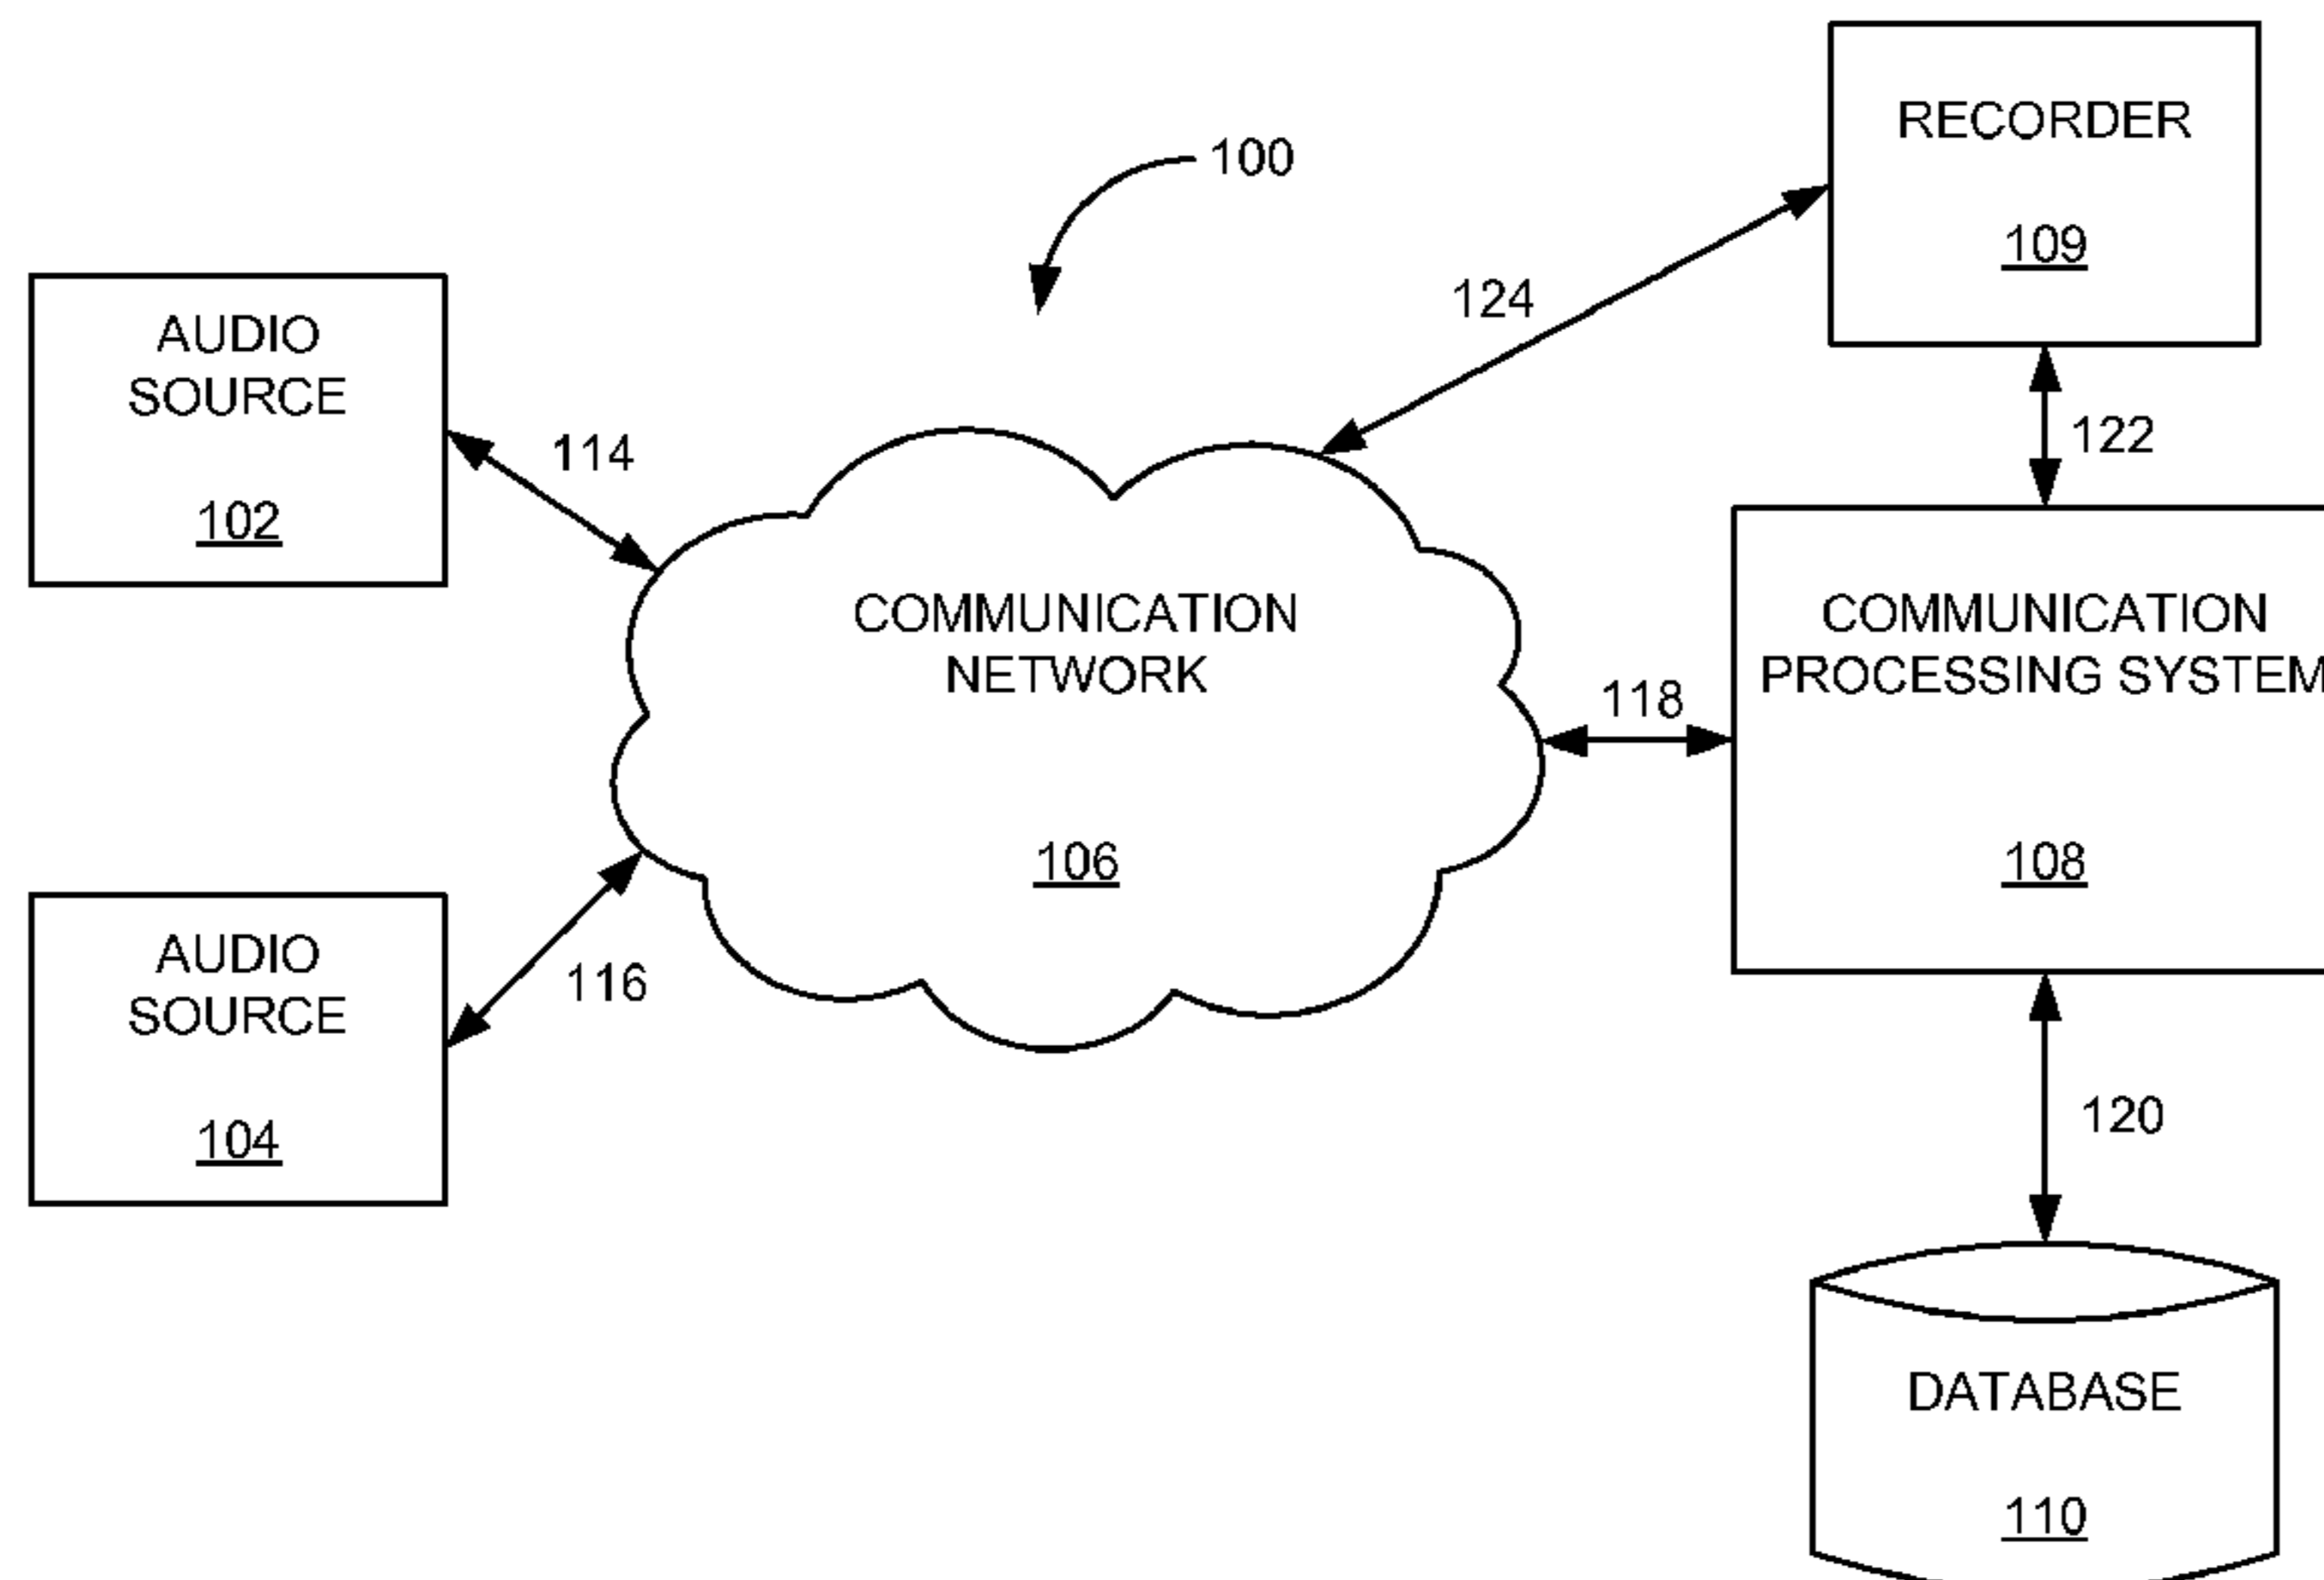 RECORDER
109
100
124
AUDIO
SOURCE
102
114
122
COMMUNICATION
NETWORK
106
118
COMMUNICATION
PROCESSING SYSTEM
108
AUDIO
SOURCE
104
116
120
DATABASE
110